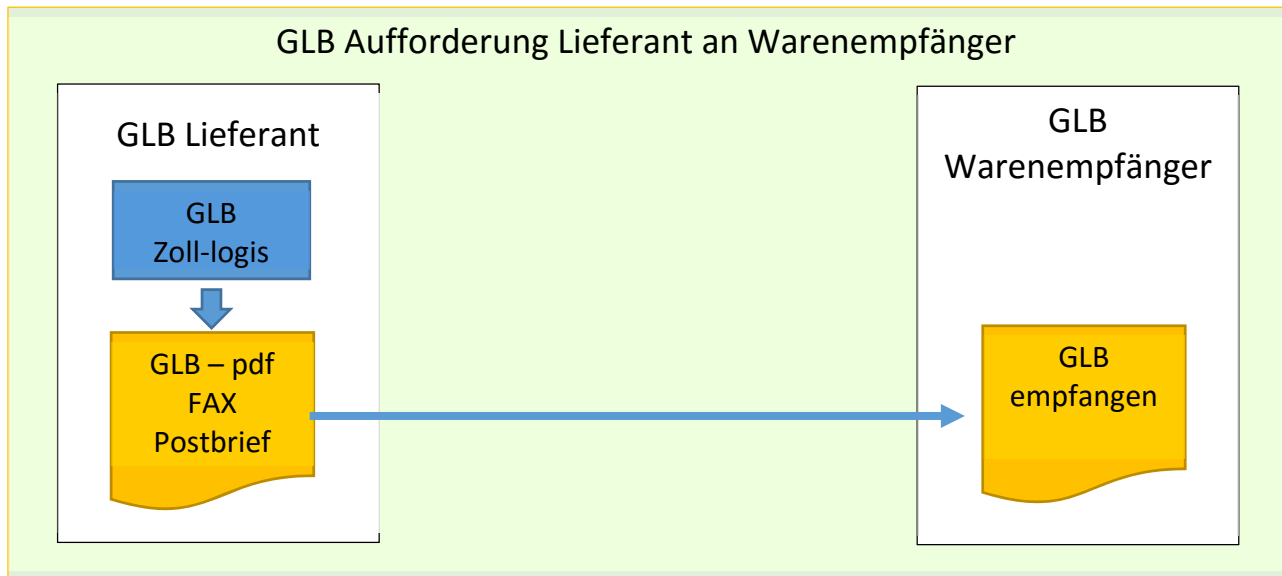 GLB Aufforderung Lieferant an Warenempfänger
GLB Lieferant
GLB
Zoll-logis
GLB – pdf
FAX
Postbrief
GLB
Warenempfänger
GLB
empfangen